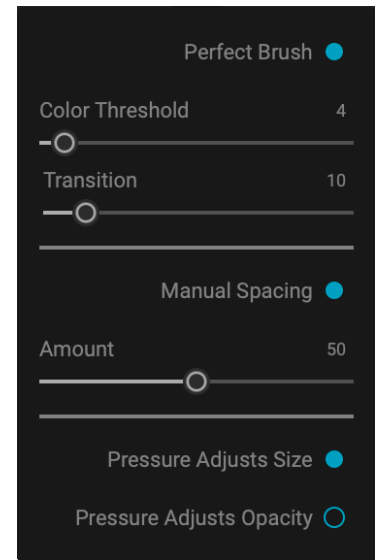 Perfect Brush
Color Threshold 4
Transition 10
Manual Spacing
Amount 50
Pressure Adjusts Size
Pressure Adjusts Opacity